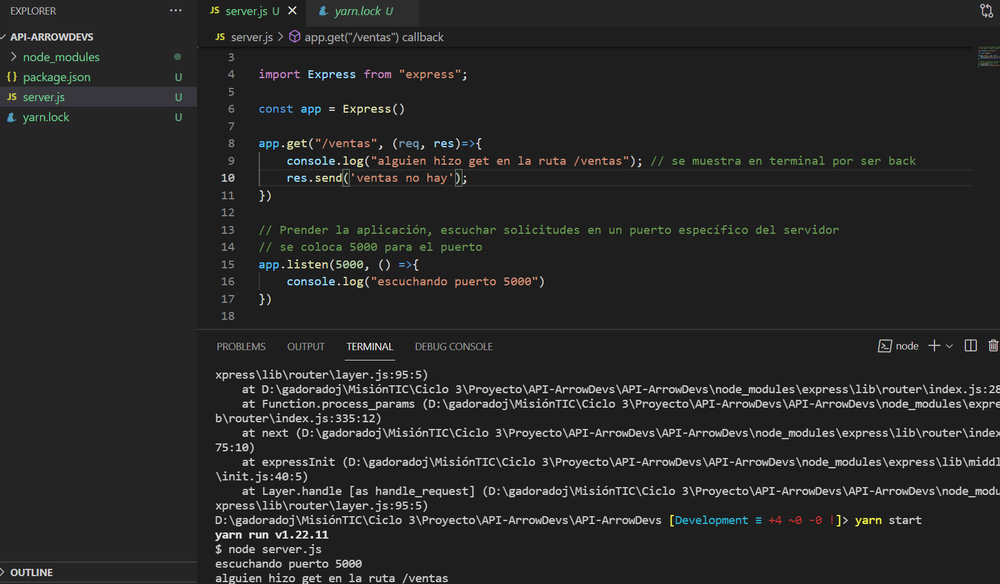 EXPLORER
···
API-ARROWDEVS
node_modules
{} package.json U
JS server.js U
yarn.lock U
OUTLINE
JS server.js U
yarn.lock U
JS server.js > app.get("/ventas") callback
3
4 import Express from "express";
5
6 const app = Express()
7
8 app.get("/ventas", (req, res)=>{
9 console.log("alguien hizo get en la ruta /ventas"); // se muestra en terminal por ser back
10 res.send('ventas no hay');
11 })
12
13 // Prender la aplicación, escuchar solicitudes en un puerto específico del servidor
14 // se coloca 5000 para el puerto
15 app.listen(5000, () =>{
16 console.log("escuchando puerto 5000")
17 })
18
PROBLEMS OUTPUT TERMINAL DEBUG CONSOLE
node
xpress\lib\router\layer.js:95:5)
at D:\gadoradoj\MisiónTIC\Ciclo 3\Proyecto\API-ArrowDevs\API-ArrowDevs\node_modules\express\lib\router\index.js:28
at Function.process_params (D:\gadoradoj\MisiónTIC\Ciclo 3\Proyecto\API-ArrowDevs\API-ArrowDevs\node_modules\expre
b\router\index.js:335:12)
at next (D:\gadoradoj\MisiónTIC\Ciclo 3\Proyecto\API-ArrowDevs\API-ArrowDevs\node_modules\express\lib\router\index
75:10)
at expressInit (D:\gadoradoj\MisiónTIC\Ciclo 3\Proyecto\API-ArrowDevs\API-ArrowDevs\node_modules\express\lib\middl
\init.js:40:5)
at Layer.handle [as handle_request] (D:\gadoradoj\MisiónTIC\Ciclo 3\Proyecto\API-ArrowDevs\API-ArrowDevs\node_modu
xpress\lib\router\layer.js:95:5)
D:\gadoradoj\MisiónTIC\Ciclo 3\Proyecto\API-ArrowDevs\API-ArrowDevs [Development ≡ +4 ~0 -0 !]> yarn start
yarn run v1.22.11
$ node server.js
escuchando puerto 5000
alguien hizo get en la ruta /ventas